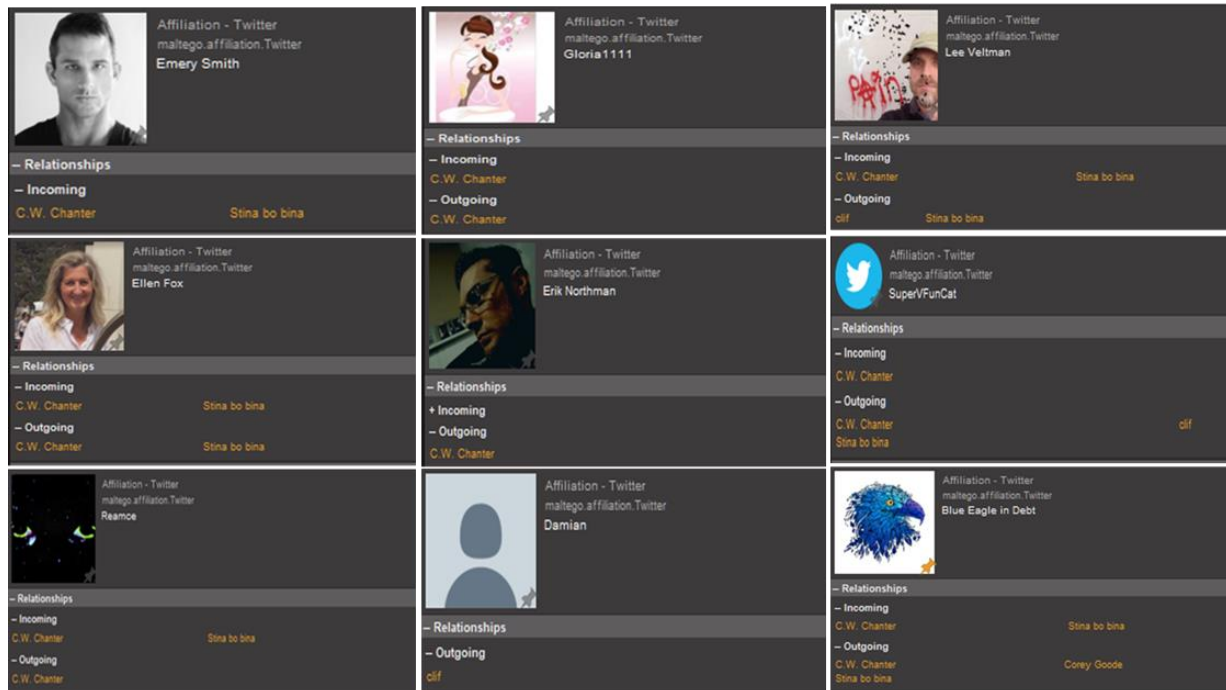 Affiliation - Twitter
maltego.affiliation.Twitter
Emery Smith
– Relationships
– Incoming
C.W. Chanter Stina bo bina
Affiliation - Twitter
maltego.affiliation.Twitter
Gloria1111
– Relationships
– Incoming
C.W. Chanter
– Outgoing
C.W. Chanter
PAiN
Affiliation - Twitter
maltego.affiliation.Twitter
Lee Veltman
– Relationships
– Incoming
C.W. Chanter Stina bo bina
– Outgoing
clif Stina bo bina
Affiliation - Twitter
maltego.affiliation.Twitter
Ellen Fox
– Relationships
– Incoming
C.W. Chanter Stina bo bina
– Outgoing
C.W. Chanter Stina bo bina
Affiliation - Twitter
maltego.affiliation.Twitter
Erik Northman
– Relationships
+ Incoming
– Outgoing
C.W. Chanter
Affiliation - Twitter
maltego.affiliation.Twitter
SuperVFunCat
– Relationships
– Incoming
C.W. Chanter
– Outgoing
C.W. Chanter clif
Stina bo bina
Affiliation - Twitter
maltego.affiliation.Twitter
Reamce
– Relationships
– Incoming
C.W. Chanter Stina bo bina
– Outgoing
C.W. Chanter
Affiliation - Twitter
maltego.affiliation.Twitter
Damian
– Relationships
– Outgoing
clif
Affiliation - Twitter
maltego.affiliation.Twitter
Blue Eagle in Debt
– Relationships
– Incoming
C.W. Chanter Stina bo bina
– Outgoing
C.W. Chanter Corey Goode
Stina bo bina